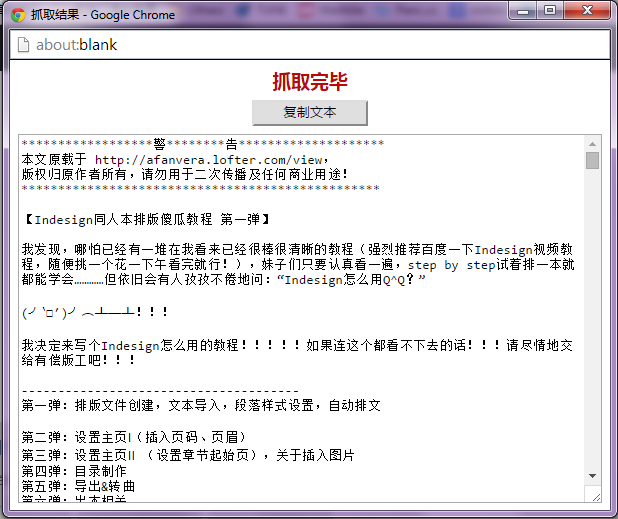 抓取结果 - Google Chrome
about:blank
抓取完毕
复制文本
******************警********告*******************
本文原载于 http://afanvera.lofter.com/view，
版权归原作者所有，请勿用于二次传播及任何商业用途！
*************************************************
【Indesign同人本排版傻瓜教程 第一弹】
我发现，哪怕已经有一堆在我看来已经很棒很清晰的教程（强烈推荐百度一下Indesign视频教
程，随便挑一个花一下午看完就行！），妹子们只要认真看一遍，step by step试着排一本就
都能学会…………但依旧会有人孜孜不倦地问：“Indesign怎么用Q^Q？”
(╯‵□′)╯︵┻━┻！！！
我决定来写个Indesign怎么用的教程！！！！！如果连这个都看不下去的话！！！请尽情地交
给有偿版工吧！！！
--------------------------------------
第一弹：排版文件创建，文本导入，段落样式设置，自动排文
第二弹：设置主页I（插入页码、页眉）
第三弹：设置主页II （设置章节起始页），关于插入图片
第四弹：目录制作
第五弹：导出&转曲
第六弹：出本相关